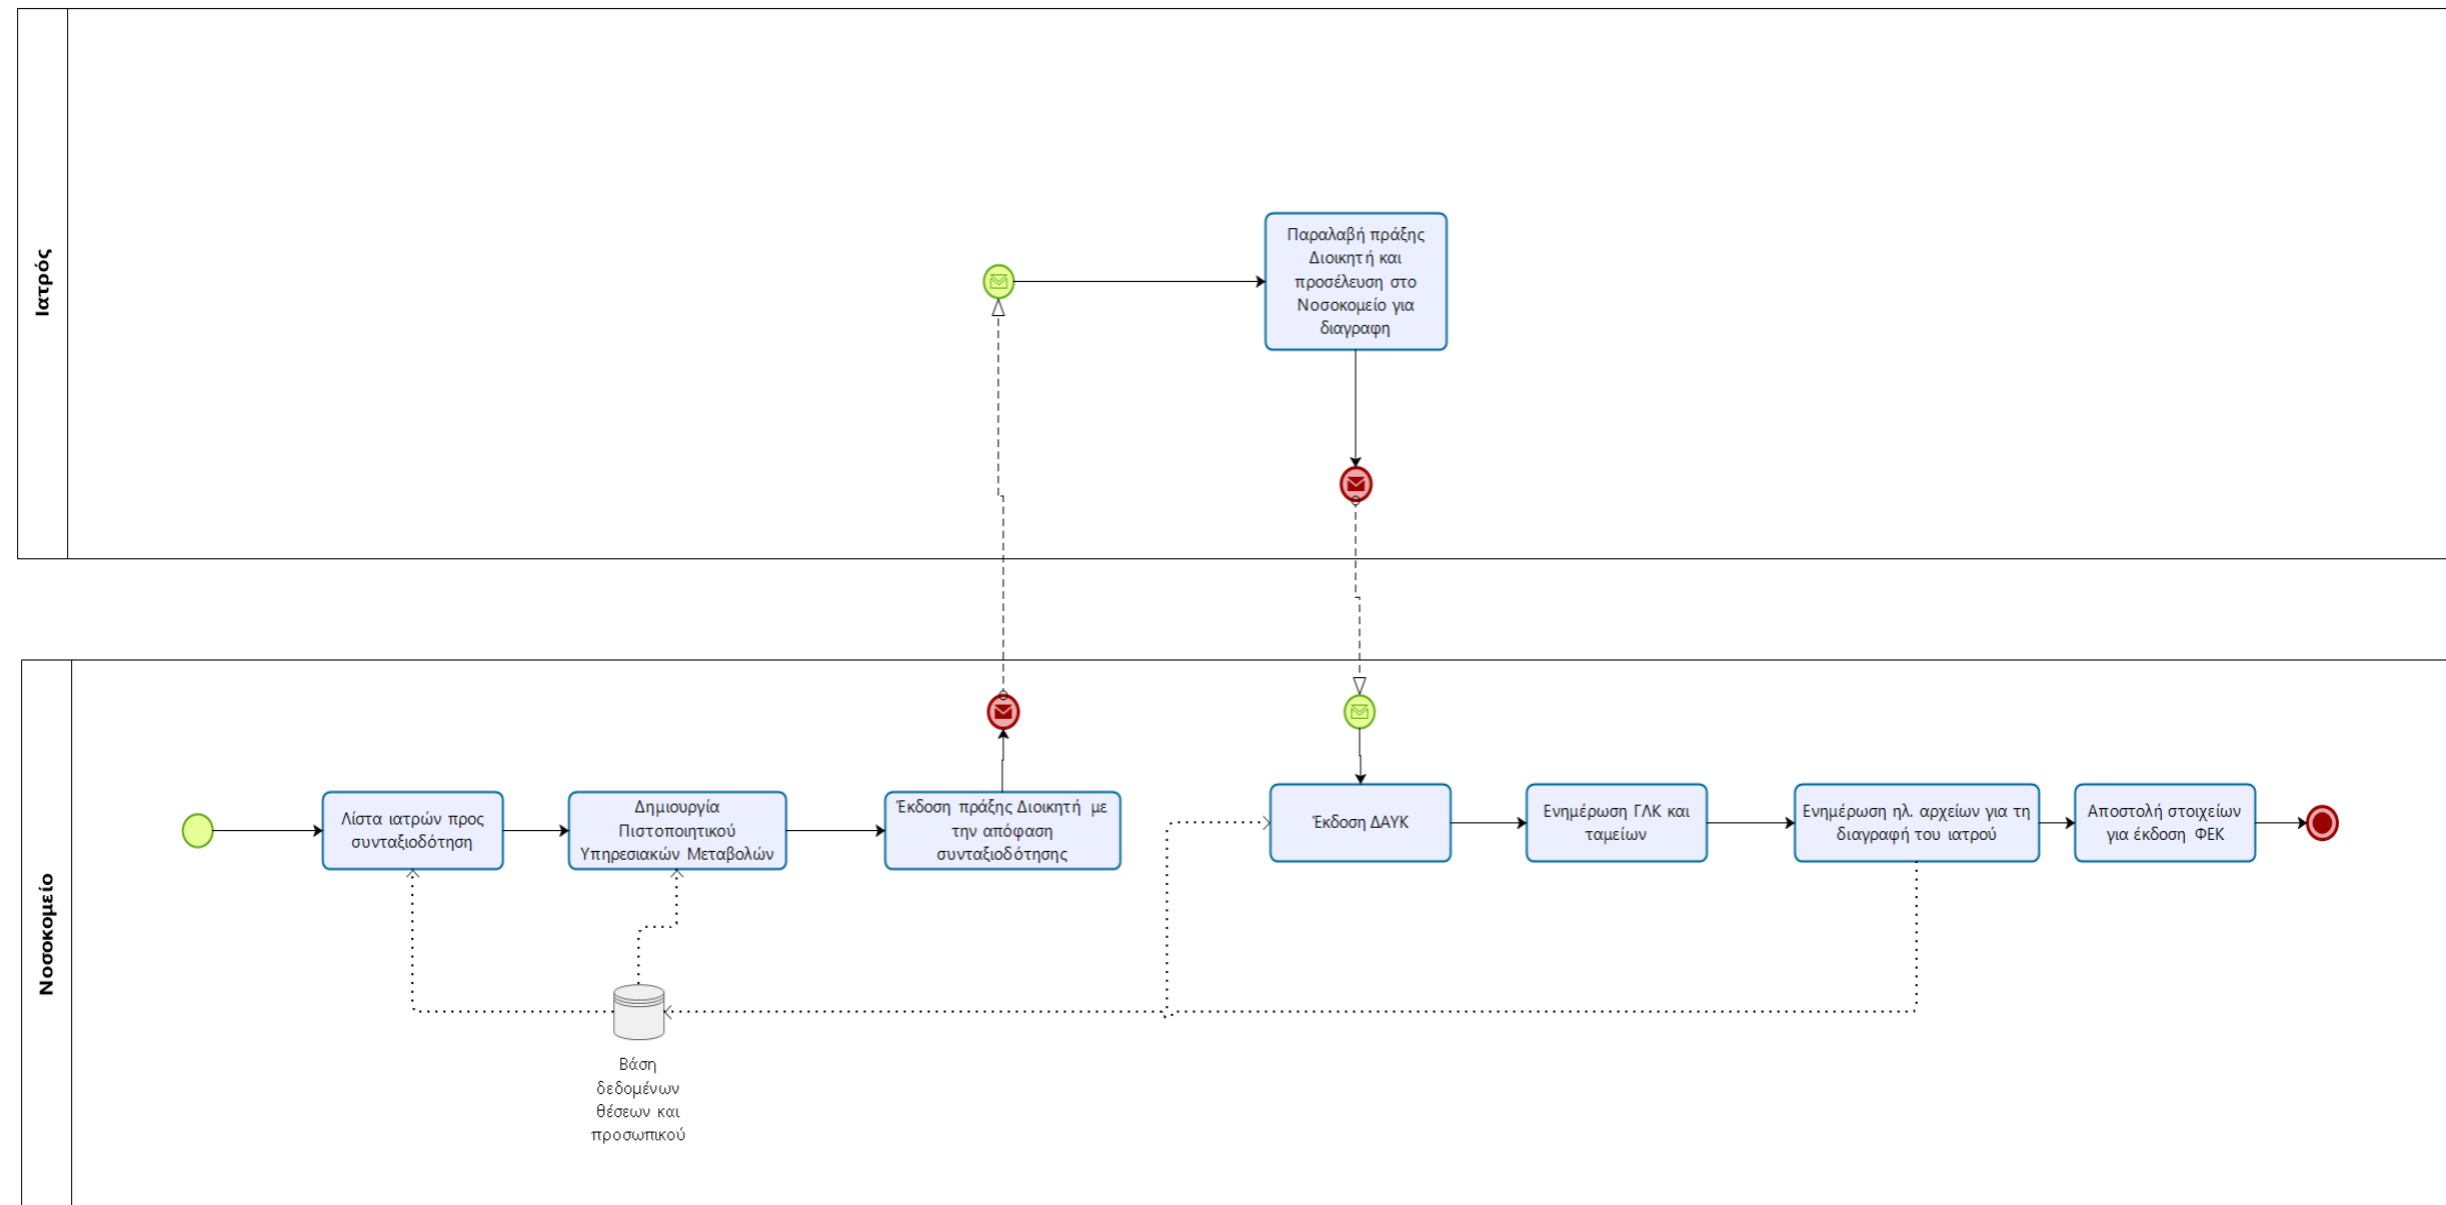 Ιατρός
Παραλαβή πράξης
Διοικητή και
προσέλευση στο
Νοσοκομείο για
διαγραφη
Νοσοκομείο
Λίστα ιατρών προς
συνταξιοδότηση
Δημιουργία
Πιστοποιητικού
Υπηρεσιακών Μεταβολών
Έκδοση πράξης Διοικητή με
την απόφαση
συνταξιοδότησης
Έκδοση ΔΑΥΚ
Ενημέρωση ΓΛΚ και
ταμείων
Ενημέρωση ηλ. αρχείων για τη
διαγραφή του ιατρού
Αποστολή στοιχείων
για έκδοση ΦΕΚ
Βάση
δεδομένων
θέσεων και
προσωπικού